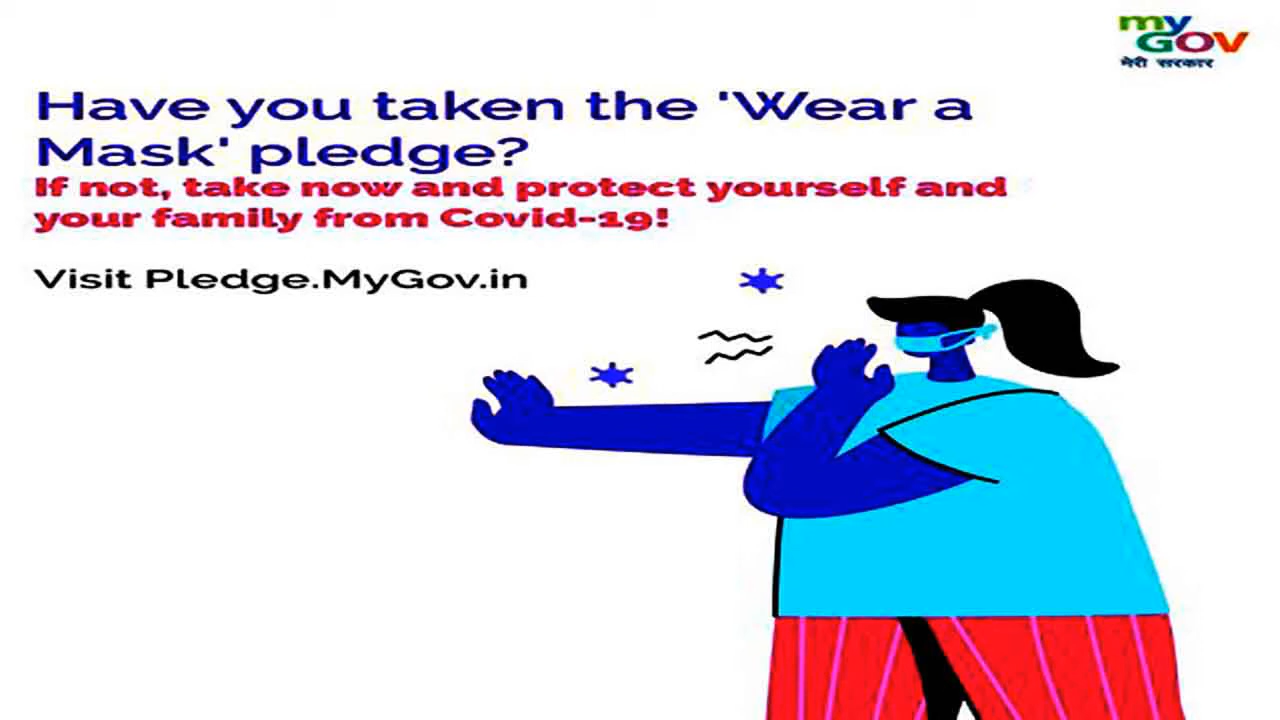 my
GOV
मेरी सरकार
Have you taken the 'Wear a
Mask' pledge?
If not, take now and protect yourself and
your family from Covid-19!
Visit Pledge.MyGov.in